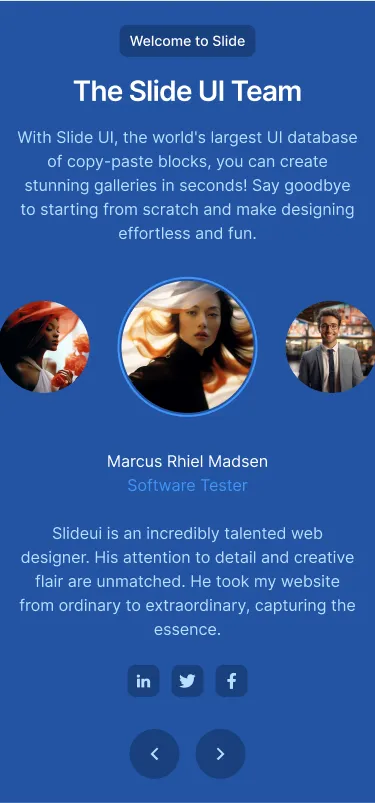 Welcome to Slide
The Slide UI Team
With Slide UI, the world's largest UI database
of copy-paste blocks, you can create
stunning galleries in seconds! Say goodbye
to starting from scratch and make designing
effortless and fun.
Marcus Rhiel Madsen
Software Tester
Slideui is an incredibly talented web
designer. His attention to detail and creative
flair are unmatched. He took my website
from ordinary to extraordinary, capturing the
essence.